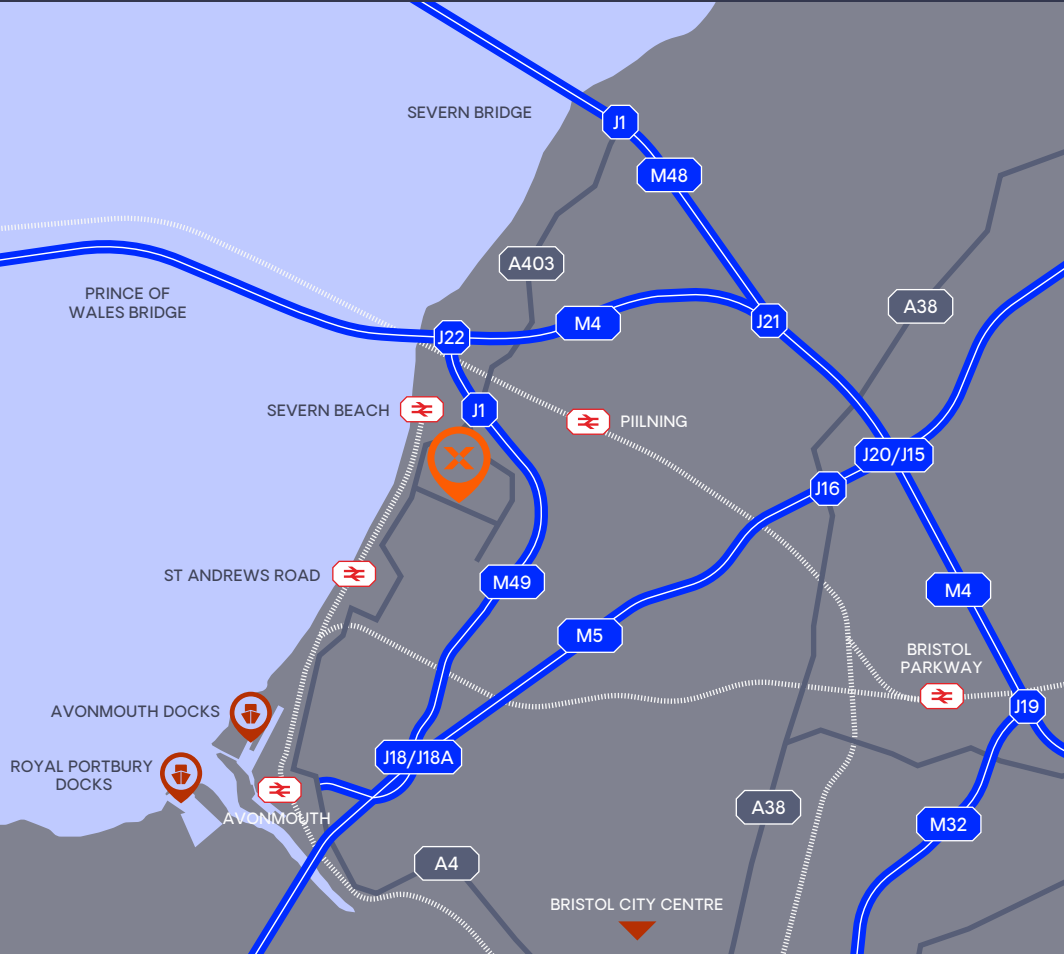 SEVERN BRIDGE
J1
M48
A403
PRINCE OF
WALES BRIDGE
J22
M4
J21
A38
SEVERN BEACH
J1
PIILNING
J20/J15
J16
ST ANDREWS ROAD
M49
M4
M5
BRISTOL
PARKWAY
AVONMOUTH DOCKS
J19
J18/J18A
ROYAL PORTBURY
DOCKS
AVONMOUTH
A38
M32
A4
BRISTOL CITY CENTRE